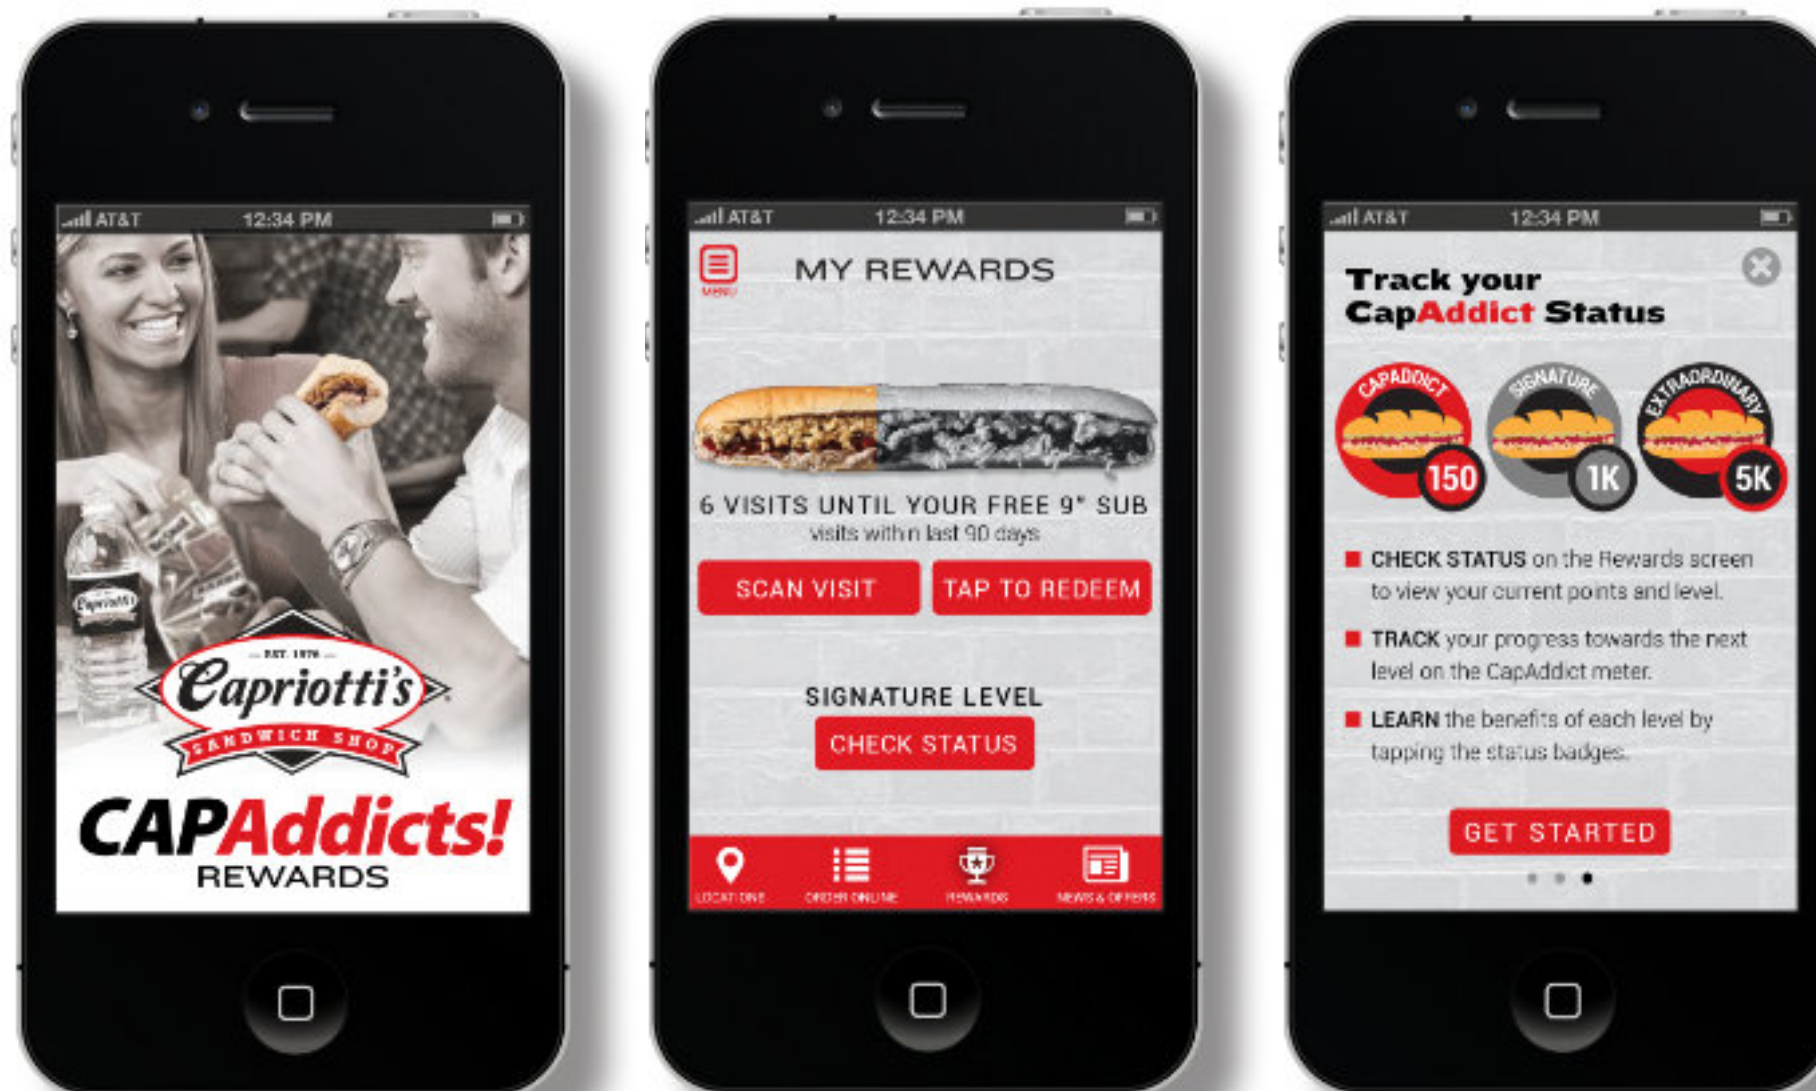 AT&T 12:34 PM
Capriotti's
EST. 1976
Capriotti's
SANDWICH SHOP
CAPAddicts!
REWARDS
AT&T 12:34 PM
MENU
MY REWARDS
6 VISITS UNTIL YOUR FREE 9" SUB
visits within last 90 days
SCAN VISIT TAP TO REDEEM
SIGNATURE LEVEL
CHECK STATUS
LOCATIONS ORDER ONLINE REWARDS NEWS & OFFERS
AT&T 12:34 PM
Track your
CapAddict Status
CAPADDICT SIGNATURE EXTRAORDINARY
150 1K 5K
CHECK STATUS on the Rewards screen
to view your current points and level.
TRACK your progress towards the next
level on the CapAddict meter.
LEARN the benefits of each level by
tapping the status badges.
GET STARTED